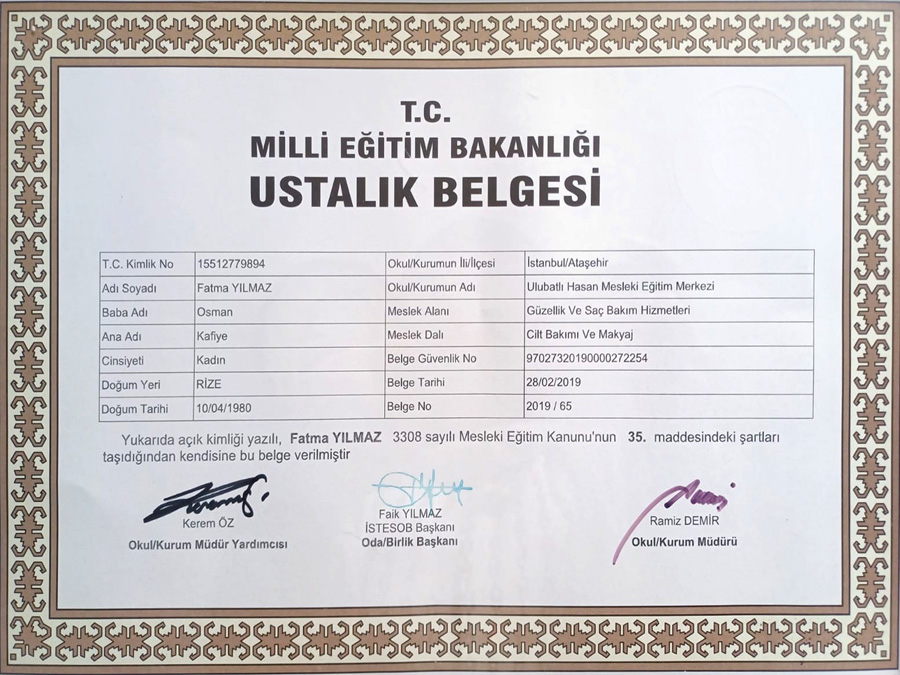 T.C.
MİLLİ EĞİTİM BAKANLIĞI
USTALIK BELGESİ
T.C. Kimlik No 15512779894 Okul/Kurumun İli/İlçesi İstanbul/Ataşehir
Adı Soyadı Fatma YILMAZ Okul/Kurumun Adı Ulubatlı Hasan Mesleki Eğitim Merkezi
Baba Adı Osman Meslek Alanı Güzellik Ve Saç Bakım Hizmetleri
Ana Adı Kafiye Meslek Dalı Cilt Bakımı Ve Makyaj
Cinsiyeti Kadın Belge Güvenlik No 97027320190000272254
Doğum Yeri RİZE Belge Tarihi 28/02/2019
Doğum Tarihi 10/04/1980 Belge No 2019 / 65
Yukarıda açık kimliği yazılı, Fatma YILMAZ 3308 sayılı Mesleki Eğitim Kanunu'nun 35. maddesindeki şartları
taşıdığından kendisine bu belge verilmiştir
Kerem ÖZ
Okul/Kurum Müdür Yardımcısı
Faik YILMAZ
İSTESOB Başkanı
Oda/Birlik Başkanı
Ramiz DEMİR
Okul/Kurum Müdürü